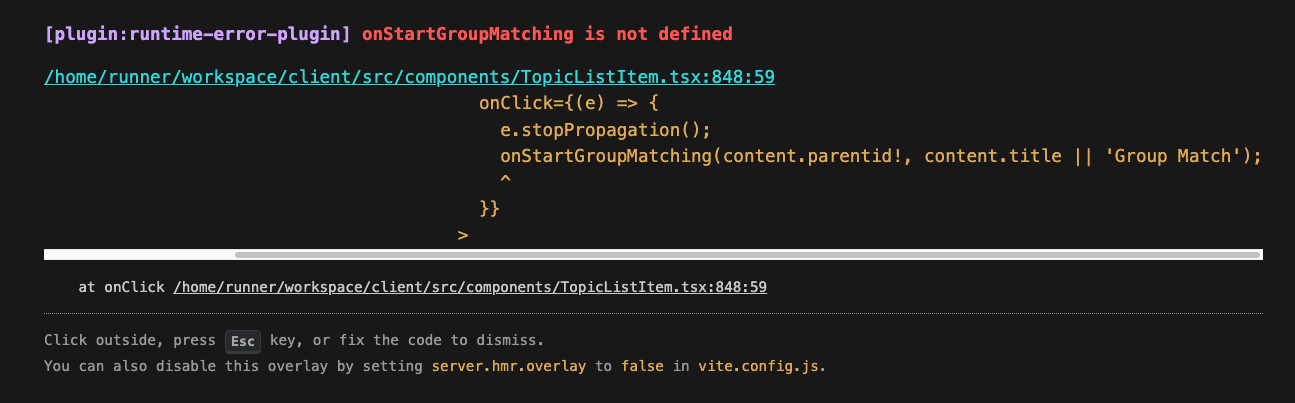 [plugin:runtime-error-plugin] onStartGroupMatching is not defined
/home/runner/workspace/client/src/components/TopicListItem.tsx:848:59
onClick={(e) => {
e.stopPropagation();
onStartGroupMatching(content.parentid!, content.title || 'Group Match');
^
}}
>
at onClick /home/runner/workspace/client/src/components/TopicListItem.tsx:848:59
Click outside, press Esc key, or fix the code to dismiss.
You can also disable this overlay by setting server.hmr.overlay to false in vite.config.js.